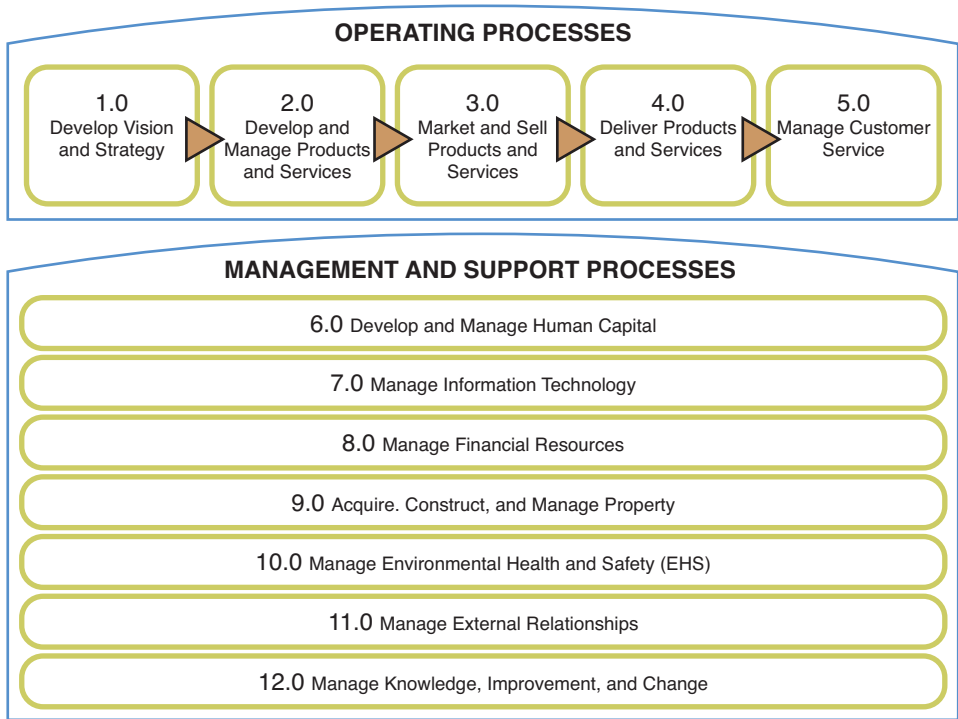 OPERATING PROCESSES
1.0
Develop Vision
and Strategy
2.0
Develop and
Manage Products
and Services
3.0
Market and Sell
Products and
Services
4.0
Deliver Products
and Services
5.0
Manage Customer
Service
MANAGEMENT AND SUPPORT PROCESSES
6.0 Develop and Manage Human Capital
7.0 Manage Information Technology
8.0 Manage Financial Resources
9.0 Acquire. Construct, and Manage Property
10.0 Manage Environmental Health and Safety (EHS)
11.0 Manage External Relationships
12.0 Manage Knowledge, Improvement, and Change